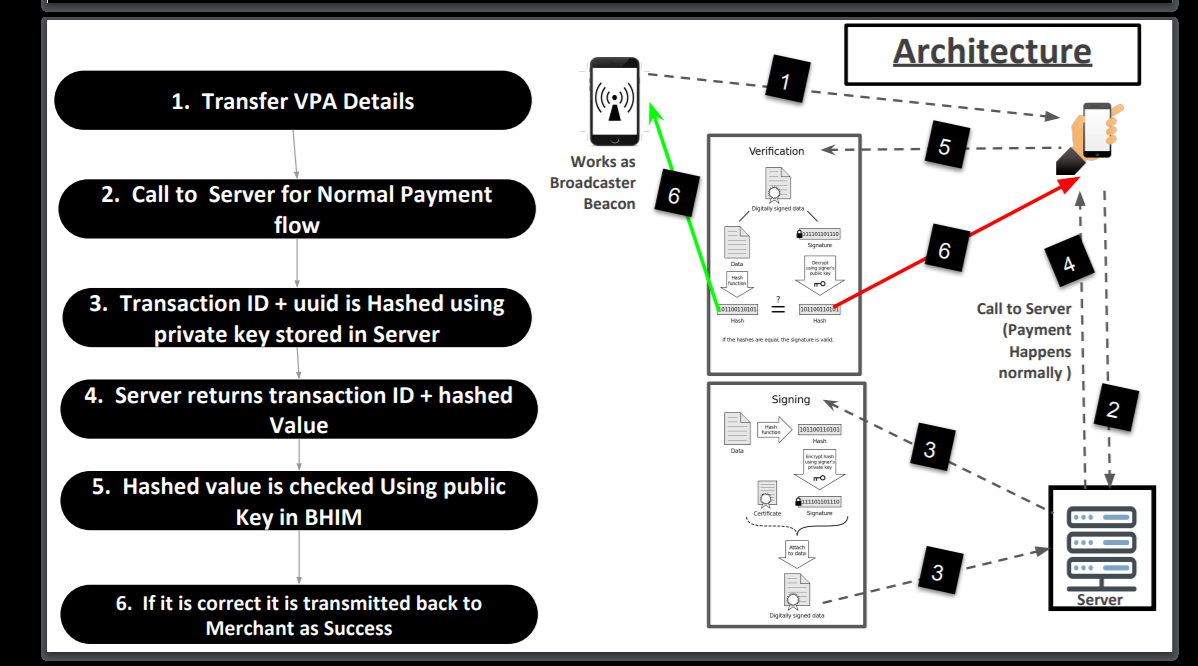 Architecture
1. Transfer VPA Details
2. Call to Server for Normal Payment
flow
3. Transaction ID + uuid is Hashed using
private key stored in Server
4. Server returns transaction ID + hashed
Value
5. Hashed value is checked Using public
Key in BHIM
6. If it is correct it is transmitted back to
Merchant as Success
Works as
Broadcaster
Beacon
1
5
6
6
4
2
3
3
Call to Server
(Payment
Happens
normally )
Server
Verification
Digitally signed data
Data
111101101110
Signature
Hash
function
Decrypt
using signer's
public key
101100110101
Hash
?
=
101100110101
Hash
If the hashes are equal, the signature is valid.
Signing
Data
Hash
function
101100110101
Hash
Encrypt hash
using signer's
private key
Certificate
111101101110
Signature
Attach
to data
Digitally signed data